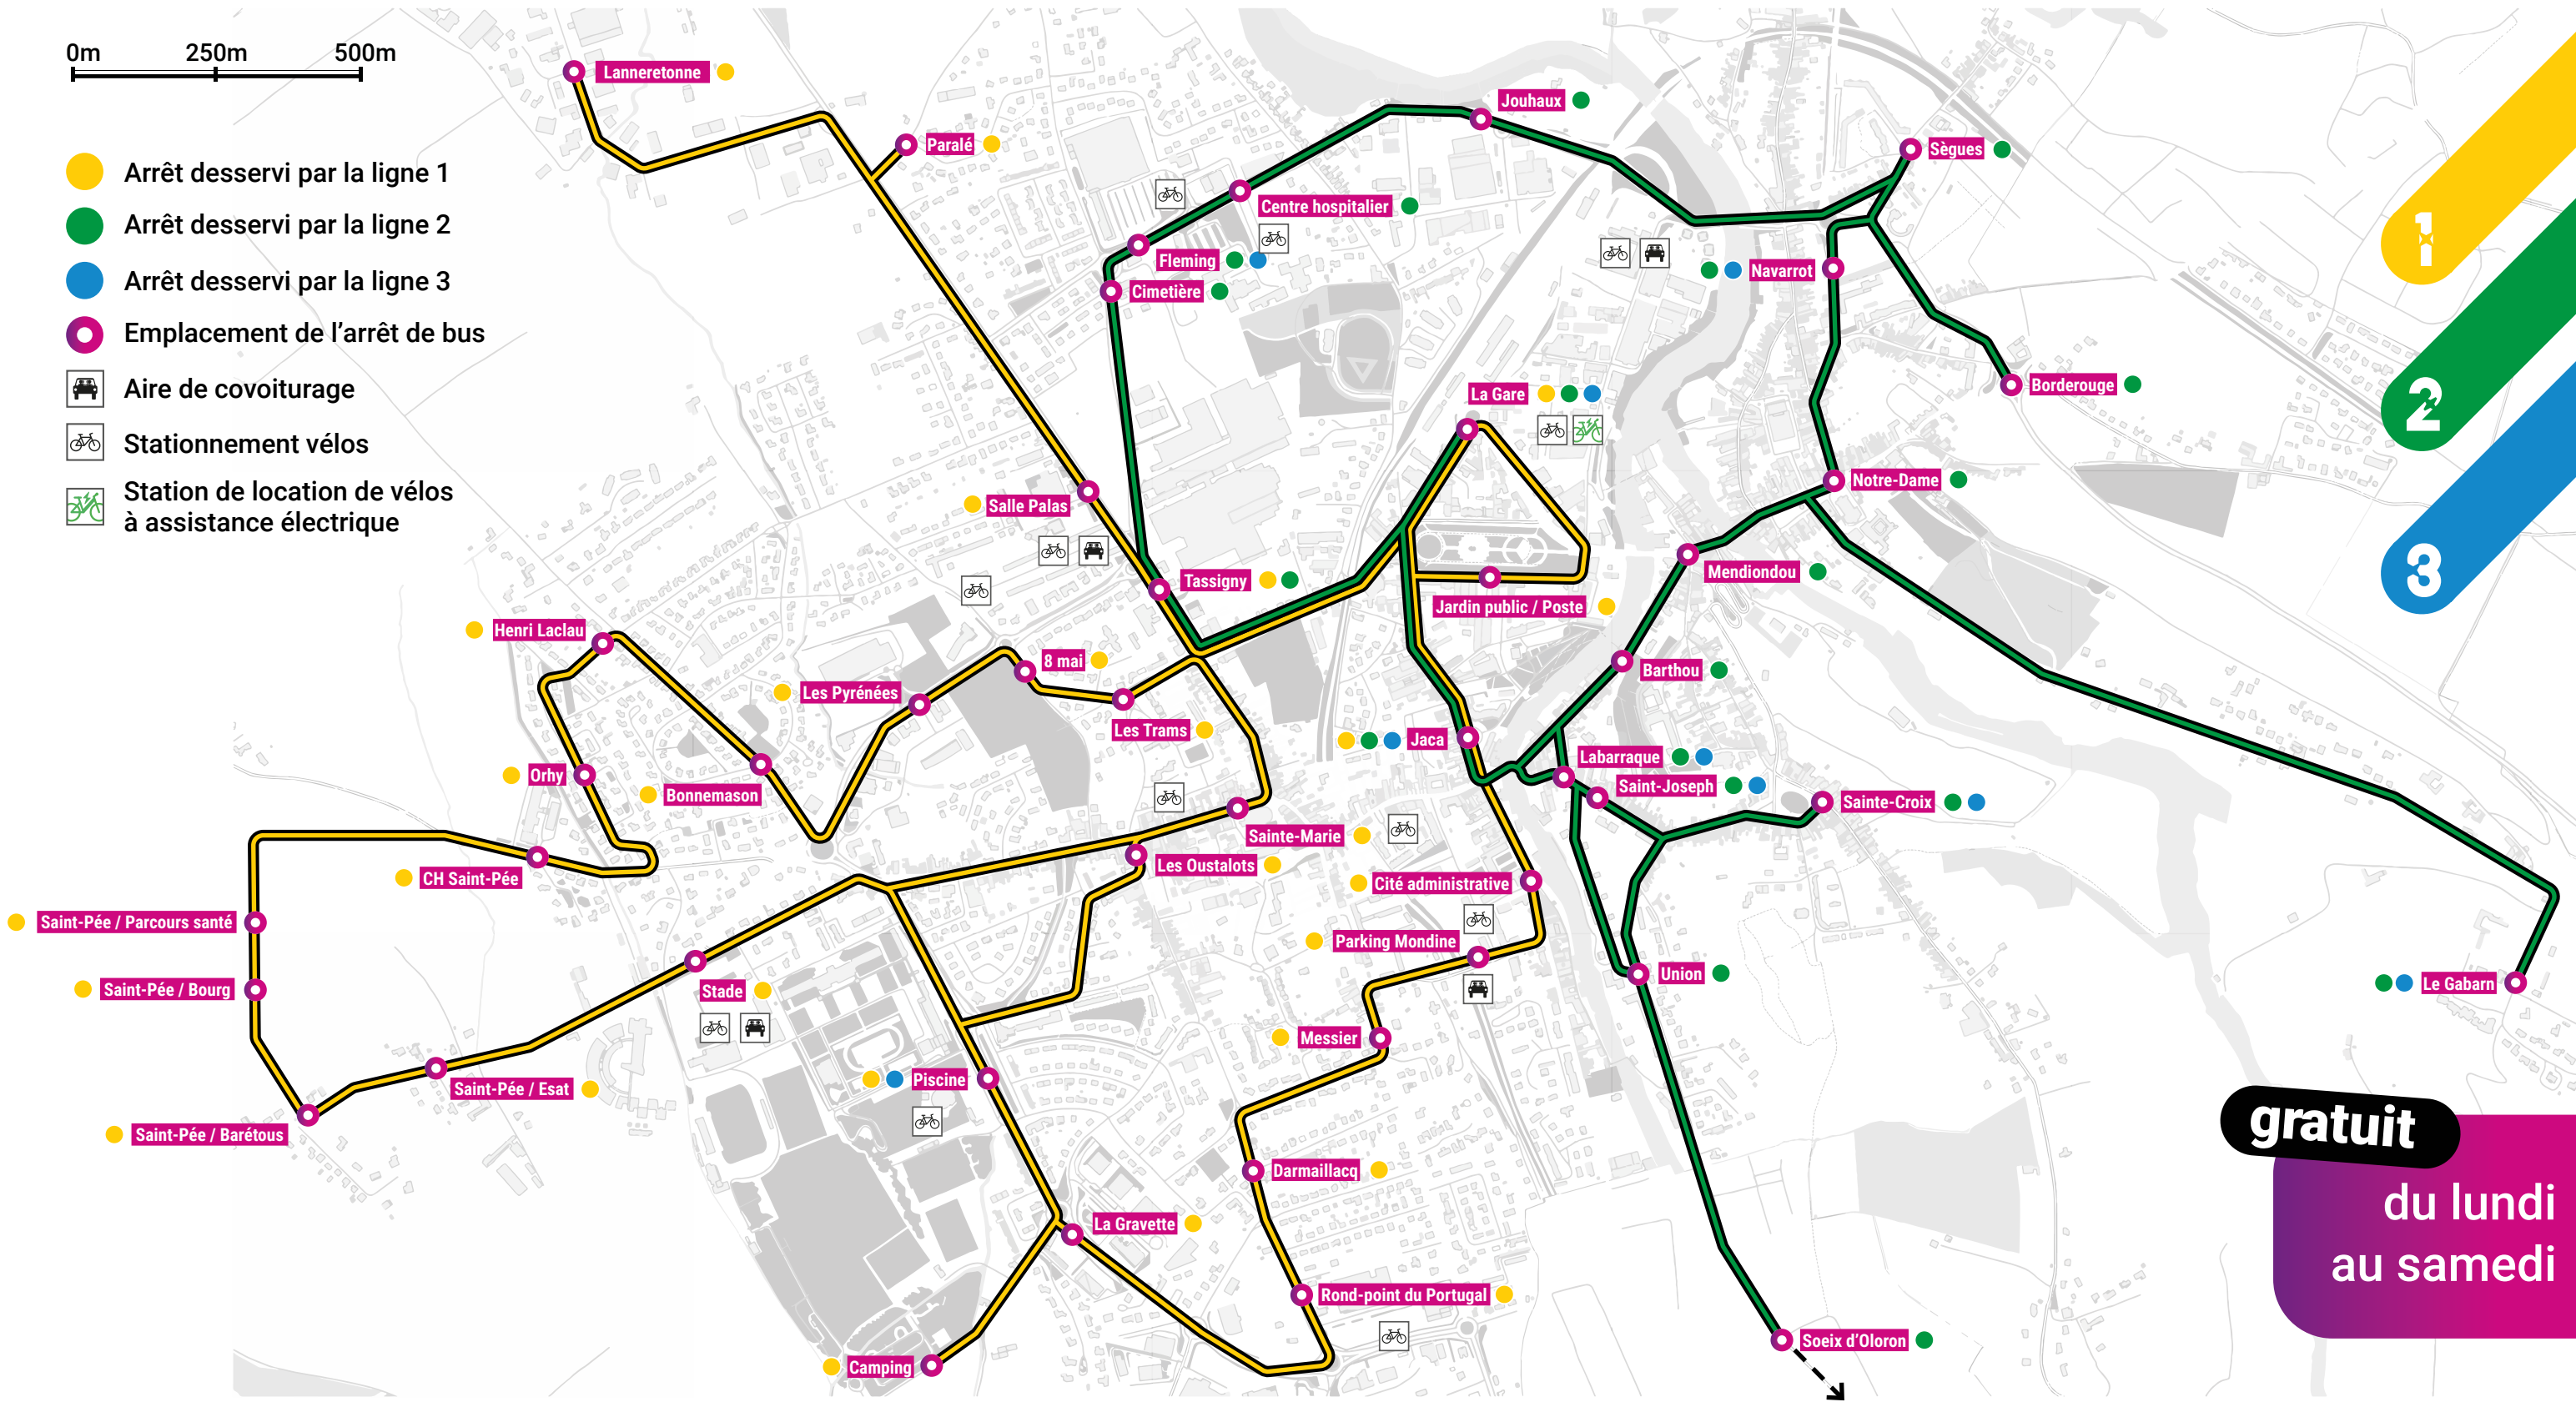 0m 250m 500m
Arrêt desservi par la ligne 1
Arrêt desservi par la ligne 2
Arrêt desservi par la ligne 3
Emplacement de l’arrêt de bus
Aire de covoiturage
Stationnement vélos
Station de location de vélos
à assistance électrique
Lanneretonne
Paralé
Jouhaux
Sègues
Centre hospitalier
Fleming
Cimetière
Navarrot
1
La Gare
Borderouge
2
Notre-Dame
Salle Palas
Tassigny
Mendiondou
3
Jardin public / Poste
Henri Laclau
8 mai
Barthou
Les Pyrénées
Les Trams
Jaca
Labarraque
Orhy
Saint-Joseph
Bonnemason
Sainte-Croix
Sainte-Marie
Les Oustalots
CH Saint-Pée
Cité administrative
Saint-Pée / Parcours santé
Parking Mondine
Union
Le Gabarn
Saint-Pée / Bourg
Stade
Messier
Piscine
Saint-Pée / Esat
Saint-Pée / Barétous
gratuit
du lundi
au samedi
Darmaillacq
La Gravette
Rond-point du Portugal
Soeix d’Oloron
Camping